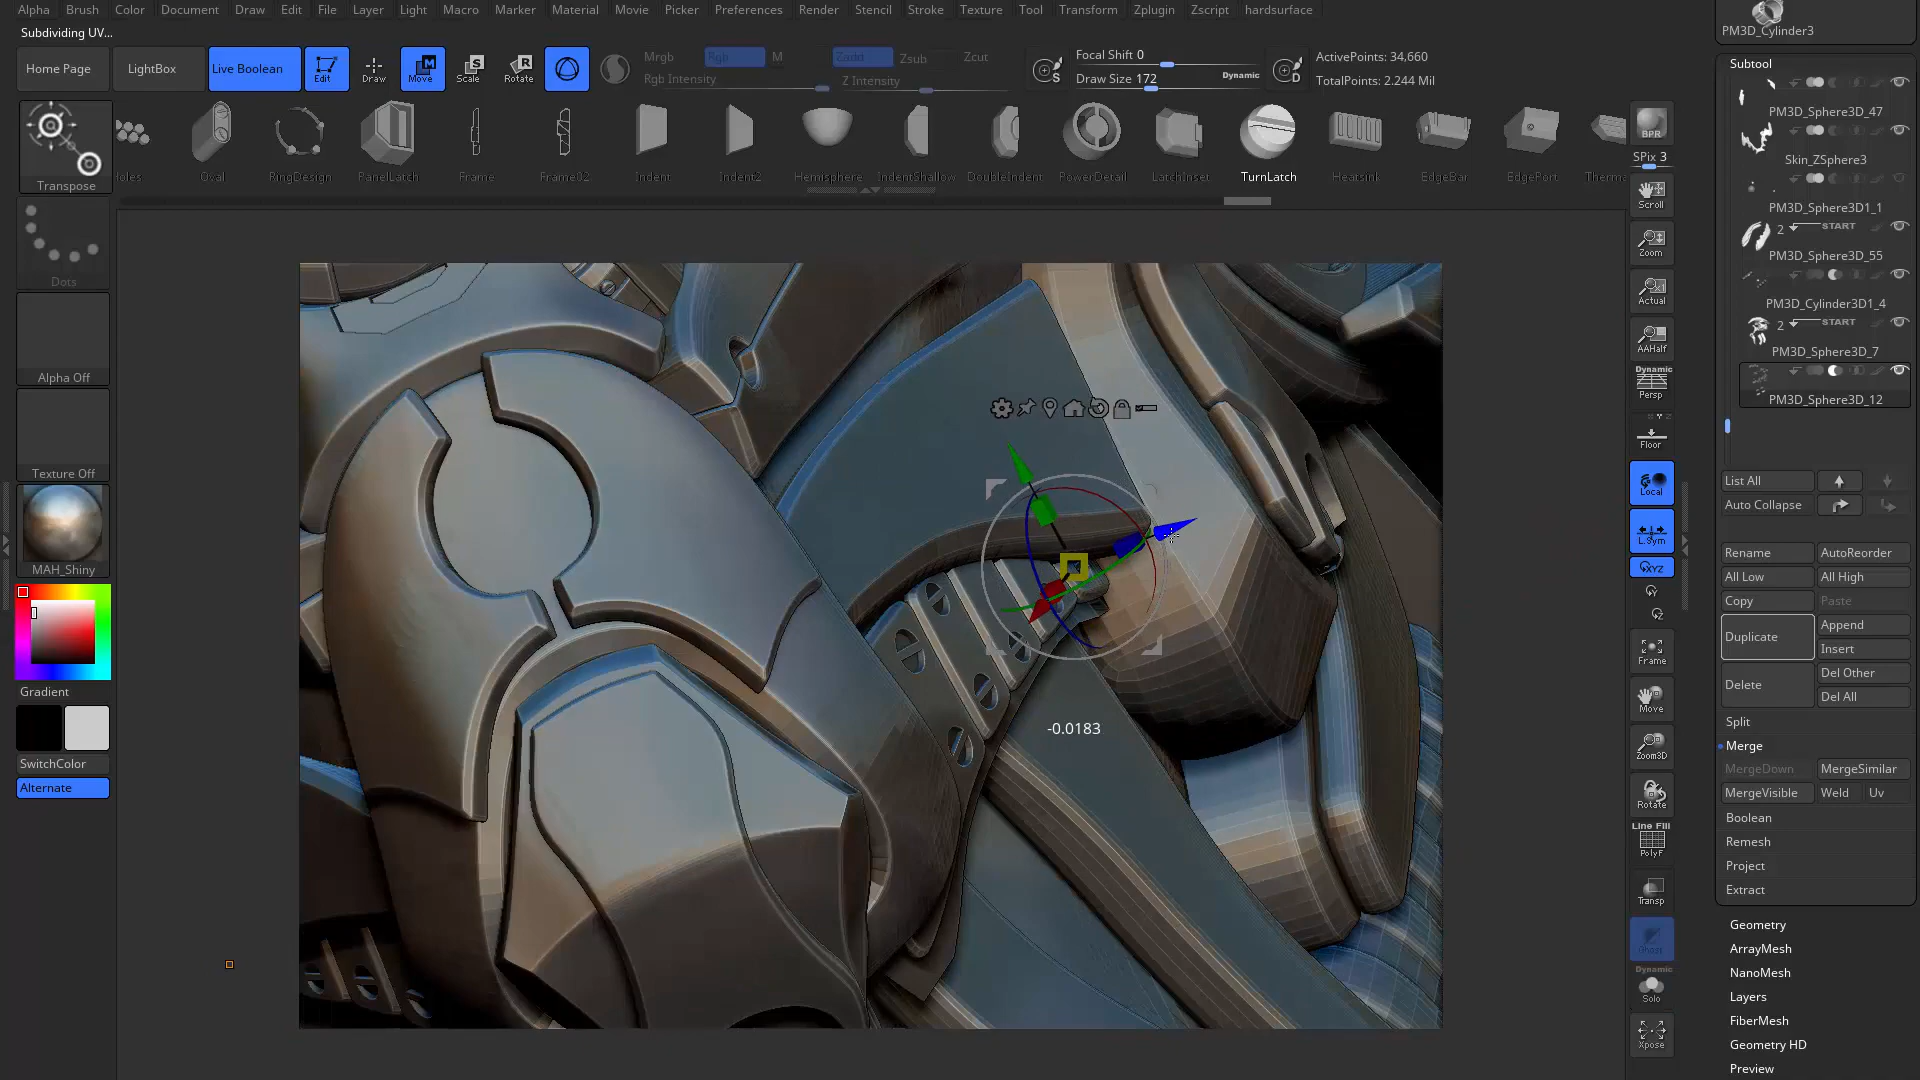 Alpha Brush Color Document Draw Edit File Layer Light Macro Marker Material Movie Picker Preferences Render Stencil Stroke Texture Tool Transform Zplugin Zscript hardsurface
Subdividing UV...
Home Page
LightBox
Live Boolean
Edit
Draw
Move
Scale
Rotate
Mrgb Rgb M
Rgb Intensity
Zadd Zsub Zcut
Z Intensity
Focal Shift 0
Draw Size 172
Dynamic
ActivePoints: 34,660
TotalPoints: 2.244 Mil
Transpose
Dots
Alpha Off
Texture Off
MAH_Shiny
Gradient
SwitchColor
Alternate
Holes
Oval
RingDesign
PanelLatch
Frame
Frame02
Indent
Indent2
Hemisphere
IndentShallow
DoubleIndent
PowerDetail
LatchInset
TurnLatch
Heatsink
EdgeBar
EdgePort
Therma
-0.0183
BPR
SPix 3
Scroll
Zoom
Actual
AAHalf
Dynamic
Persp
Floor
Local
L.Sym
XYZ
Frame
Move
Zoom3D
Rotate
Line Fill
PolyF
Transp
Ghost
Dynamic
Solo
Xpose
PM3D_Cylinder3
Subtool
PM3D_Sphere3D_47
Skin_ZSphere3
PM3D_Sphere3D1_1
2 START
PM3D_Sphere3D_55
PM3D_Cylinder3D1_4
2 START
PM3D_Sphere3D_7
PM3D_Sphere3D_12
List All
Auto Collapse
Rename AutoReorder
All Low All High
Copy Paste
Duplicate Append
Insert
Delete Del Other
Del All
Split
Merge
MergeDown MergeSimilar
MergeVisible Weld Uv
Boolean
Remesh
Project
Extract
Geometry
ArrayMesh
NanoMesh
Layers
FiberMesh
Geometry HD
Preview